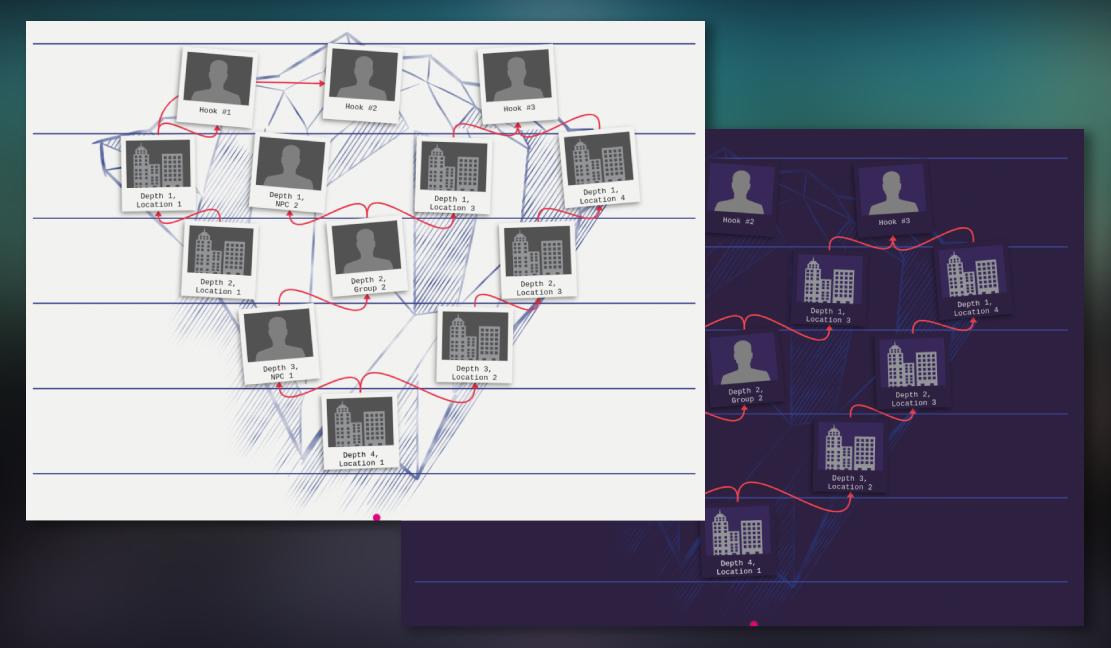 Hook #1
Hook #2
Hook #3
Depth 1,
Location 1
Depth 1,
NPC 2
Depth 1,
Location 3
Depth 1,
Location 4
Depth 2,
Location 1
Depth 2,
Group 2
Depth 2,
Location 3
Depth 3,
NPC 1
Depth 3,
Location 2
Depth 4,
Location 1
Hook #2
Hook #3
Depth 1,
Location 3
Depth 1,
Location 4
Depth 2,
Group 2
Depth 2,
Location 3
Depth 3,
Location 2
Depth 4,
Location 1